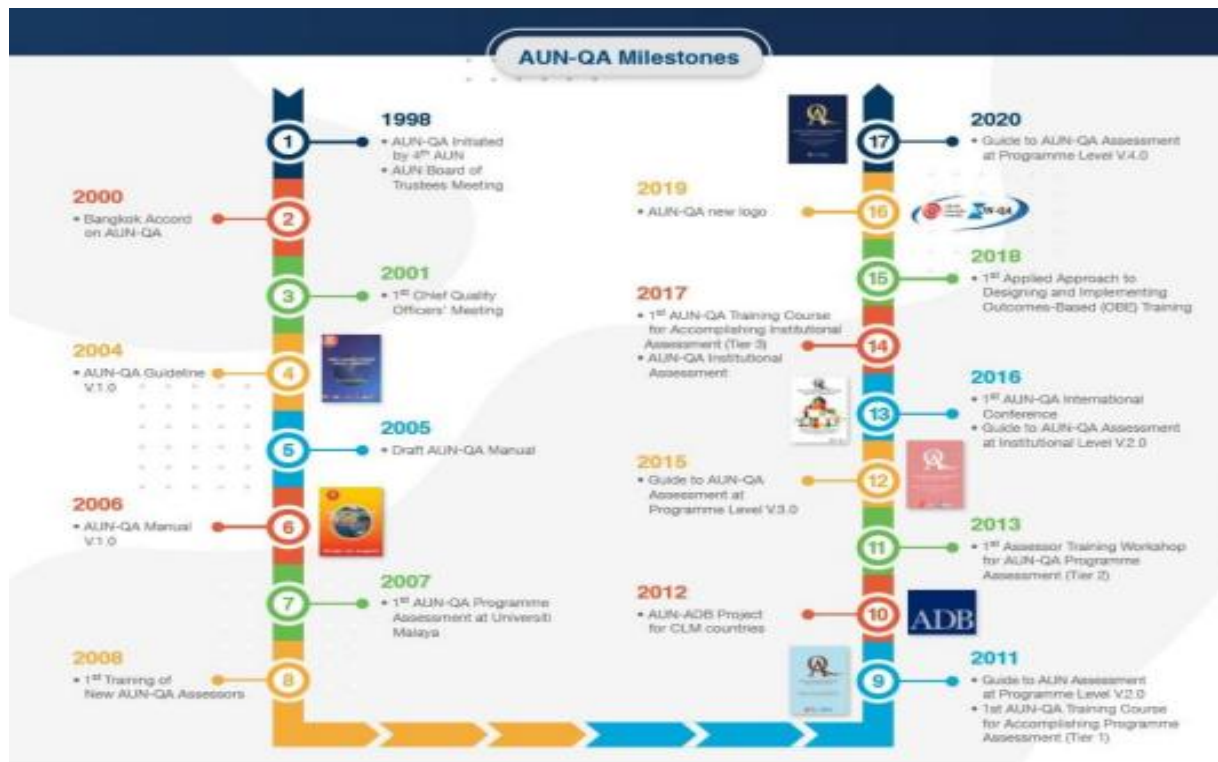 AUN-QA Milestones
1
1998
• AUN-QA Initiated
by 4th AUN
• AUN Board of
Trustees Meeting
2000
• Bangkok Accord
on AUN-QA
2
3
2001
• 1st Chief Quality
Officers' Meeting
2004
• AUN-QA Guideline
V.1.0
4
5
2005
• Draft AUN-QA Manual
2006
• AUN-QA Manual
V.1.0
6
7
2007
• 1st AUN-QA Programme
Assessment at Universiti
Malaya
2008
• 1st Training of
New AUN-QA Assessors
8
9
2011
• Guide to AUN Assessment
at Programme Level V.2.0
• 1st AUN-QA Training Course
for Accomplishing Programme
Assessment (Tier 1)
2012
• AUN-ADB Project
for CLM countries
10
ADB
11
2013
• 1st Assessor Training Workshop
for AUN-QA Programme
Assessment (Tier 2)
2015
• Guide to AUN-QA
Assessment at
Programme Level V.3.0
12
13
2016
• 1st AUN-QA International
Conference
• Guide to AUN-QA Assessment
at Institutional Level V.2.0
2017
• 1st AUN-QA Training Course
for Accomplishing Institutional
Assessment (Tier 3)
• AUN-QA Institutional
Assessment
14
15
2018
• 1st Applied Approach to
Designing and Implementing
Outcomes-Based (OBE) Training
2019
• AUN-QA new logo
16
17
2020
• Guide to AUN-QA Assessment
at Programme Level V.4.0